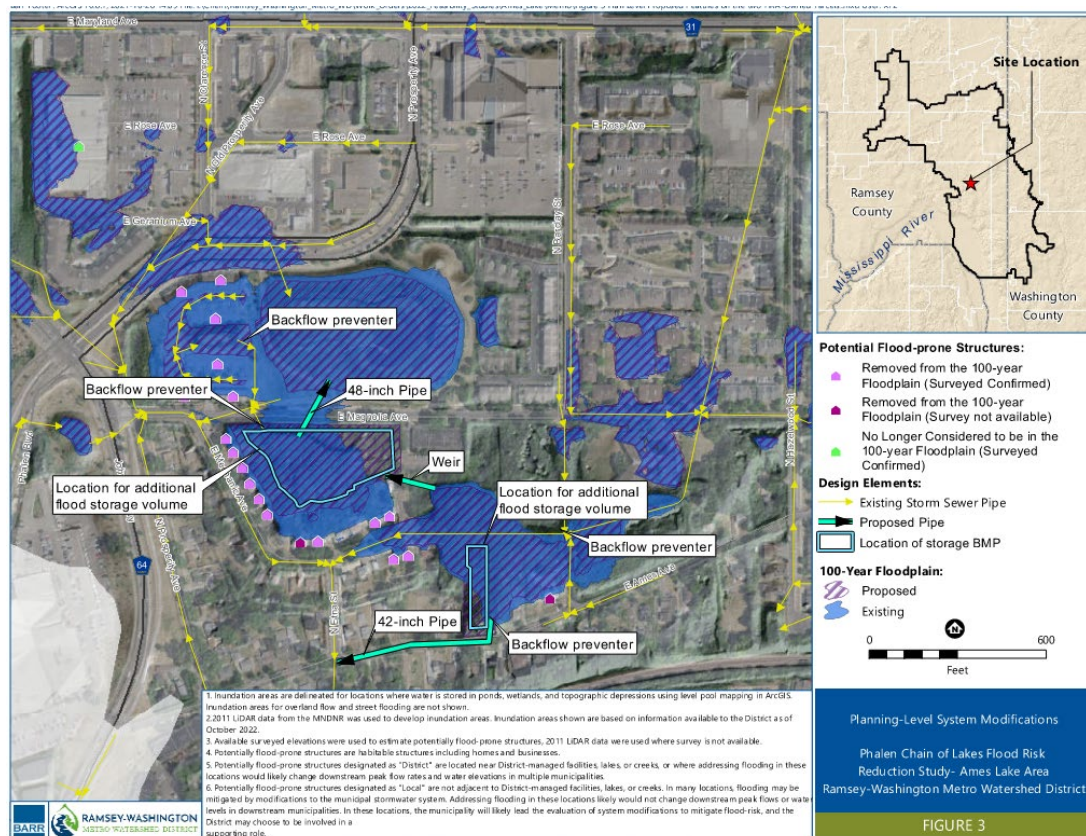 E Maryland Ave
31
N Clarence St
N Prosperity Ave
E Rose Ave
N Old Prosperity Ave
E Rose Ave
E Rose Ave
E Geranium Ave
N Barclay St
Backflow preventer
Backflow preventer
48-inch Pipe
E Magnolia Ave
N Hazelwood St
Phalen Blvd
E Mechanic Ave
Weir
Location for additional
flood storage volume
Location for additional
flood storage volume
N Prosperity Ave
64
Backflow preventer
E Ames Ave
N Etna St
42-inch Pipe
Backflow preventer
1. Inundation areas are delineated for locations where water is stored in ponds, wetlands, and topographic depressions using level pool mapping in ArcGIS.
Inundation areas for overland flow and street flooding are not shown.
2.2011 LiDAR data from the MNDNR was used to develop inundation areas. Inundation areas shown are based on information available to the District as of
October 2022.
3. Available surveyed elevations were used to estimate potentially flood-prone structures, 2011 LiDAR data were used where survey is not available.
4. Potentially flood-prone structures are habitable structures including homes and businesses.
5. Potentially flood-prone structures designated as "District" are located near District-managed facilities, lakes, or creeks, or where addressing flooding in these
locations would likely change downstream peak flow rates and water elevations in multiple municipalities.
6. Potentially flood-prone structures designated as "Local" are not adjacent to District-managed facilities, lakes, or creeks. In many locations, flooding may be
mitigated by modifications to the municipal stormwater system. Addressing flooding in these locations likely would not change downstream peak flows or water
levels in downstream municipalities. In these locations, the municipality will likely lead the evaluation of system modifications to mitigate flood-risk, and the
District may choose to be involved in a
supporting role.
BARR
RAMSEY-WASHINGTON
METRO WATERSHED DISTRICT
Site Location
Ramsey
County
Mississippi River
Washington
County
Potential Flood-prone Structures:
Removed from the 100-year
Floodplain (Surveyed Confirmed)
Removed from the 100-year
Floodplain (Survey not available)
No Longer Considered to be in the
100-year Floodplain (Surveyed
Confirmed)
Design Elements:
Existing Storm Sewer Pipe
Proposed Pipe
Location of storage BMP
100-Year Floodplain:
Proposed
Existing
N
0 600
Feet
Planning-Level System Modifications
Phalen Chain of Lakes Flood Risk
Reduction Study- Ames Lake Area
Ramsey-Washington Metro Watershed District
FIGURE 3